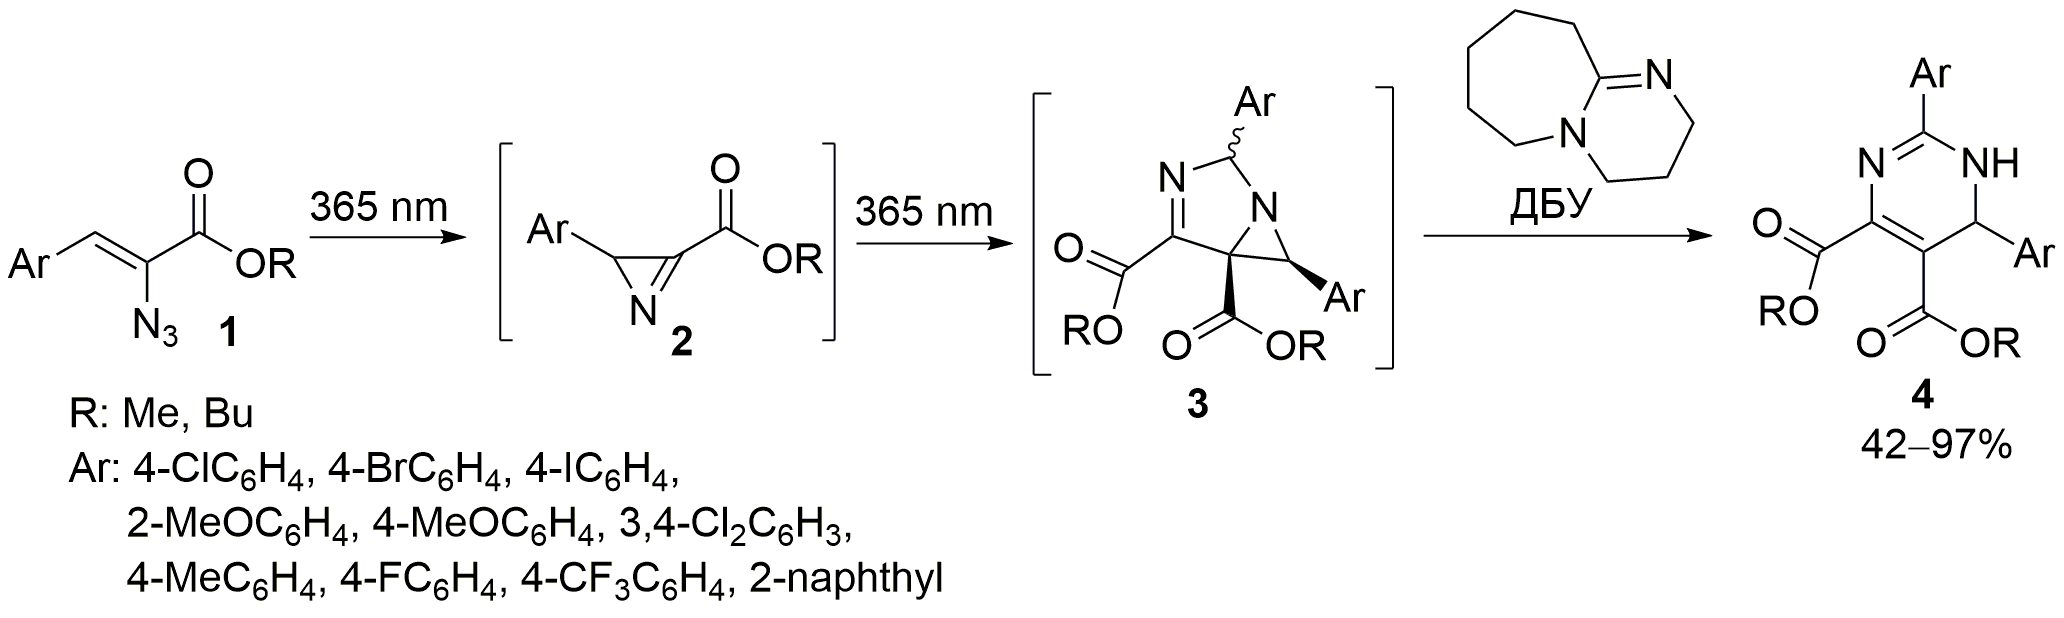 Ar
O
OR
N3
1
365 nm
Ar
O
OR
N
2
365 nm
Ar
N
N
O
RO
O
OR
Ar
3
N
N
ДБУ
Ar
N
NH
O
RO
O
OR
Ar
4
42–97%
R: Me, Bu
Ar: 4-ClC6H4, 4-BrC6H4, 4-IC6H4,
2-MeOC6H4, 4-MeOC6H4, 3,4-Cl2C6H3,
4-MeC6H4, 4-FC6H4, 4-CF3C6H4, 2-naphthyl